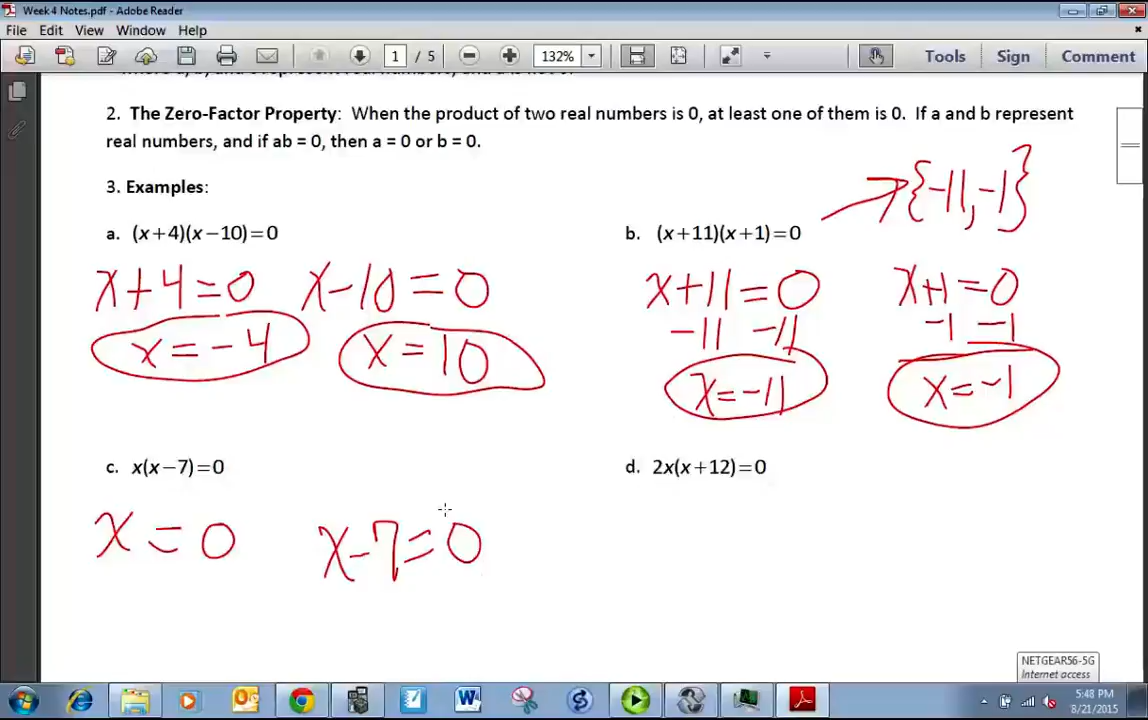 Week 4 Notes.pdf - Adobe Reader
File Edit View Window Help
1 / 5 132% Tools Sign Comment
2. The Zero-Factor Property: When the product of two real numbers is 0, at least one of them is 0. If a and b represent
real numbers, and if ab = 0, then a = 0 or b = 0.
3. Examples:
{-11, -1}
a. (x+4)(x−10)=0
b. (x+11)(x+1)=0
x+4=0 x-10=0
x+11=0 x+1=0
-11 -11 -1 -1
x=-4 x=10
x=-11 x=-1
c. x(x−7)=0
d. 2x(x+12)=0
x=0 x-7=0
NETGEAR56-5G
Internet access
5:48 PM
8/21/2015